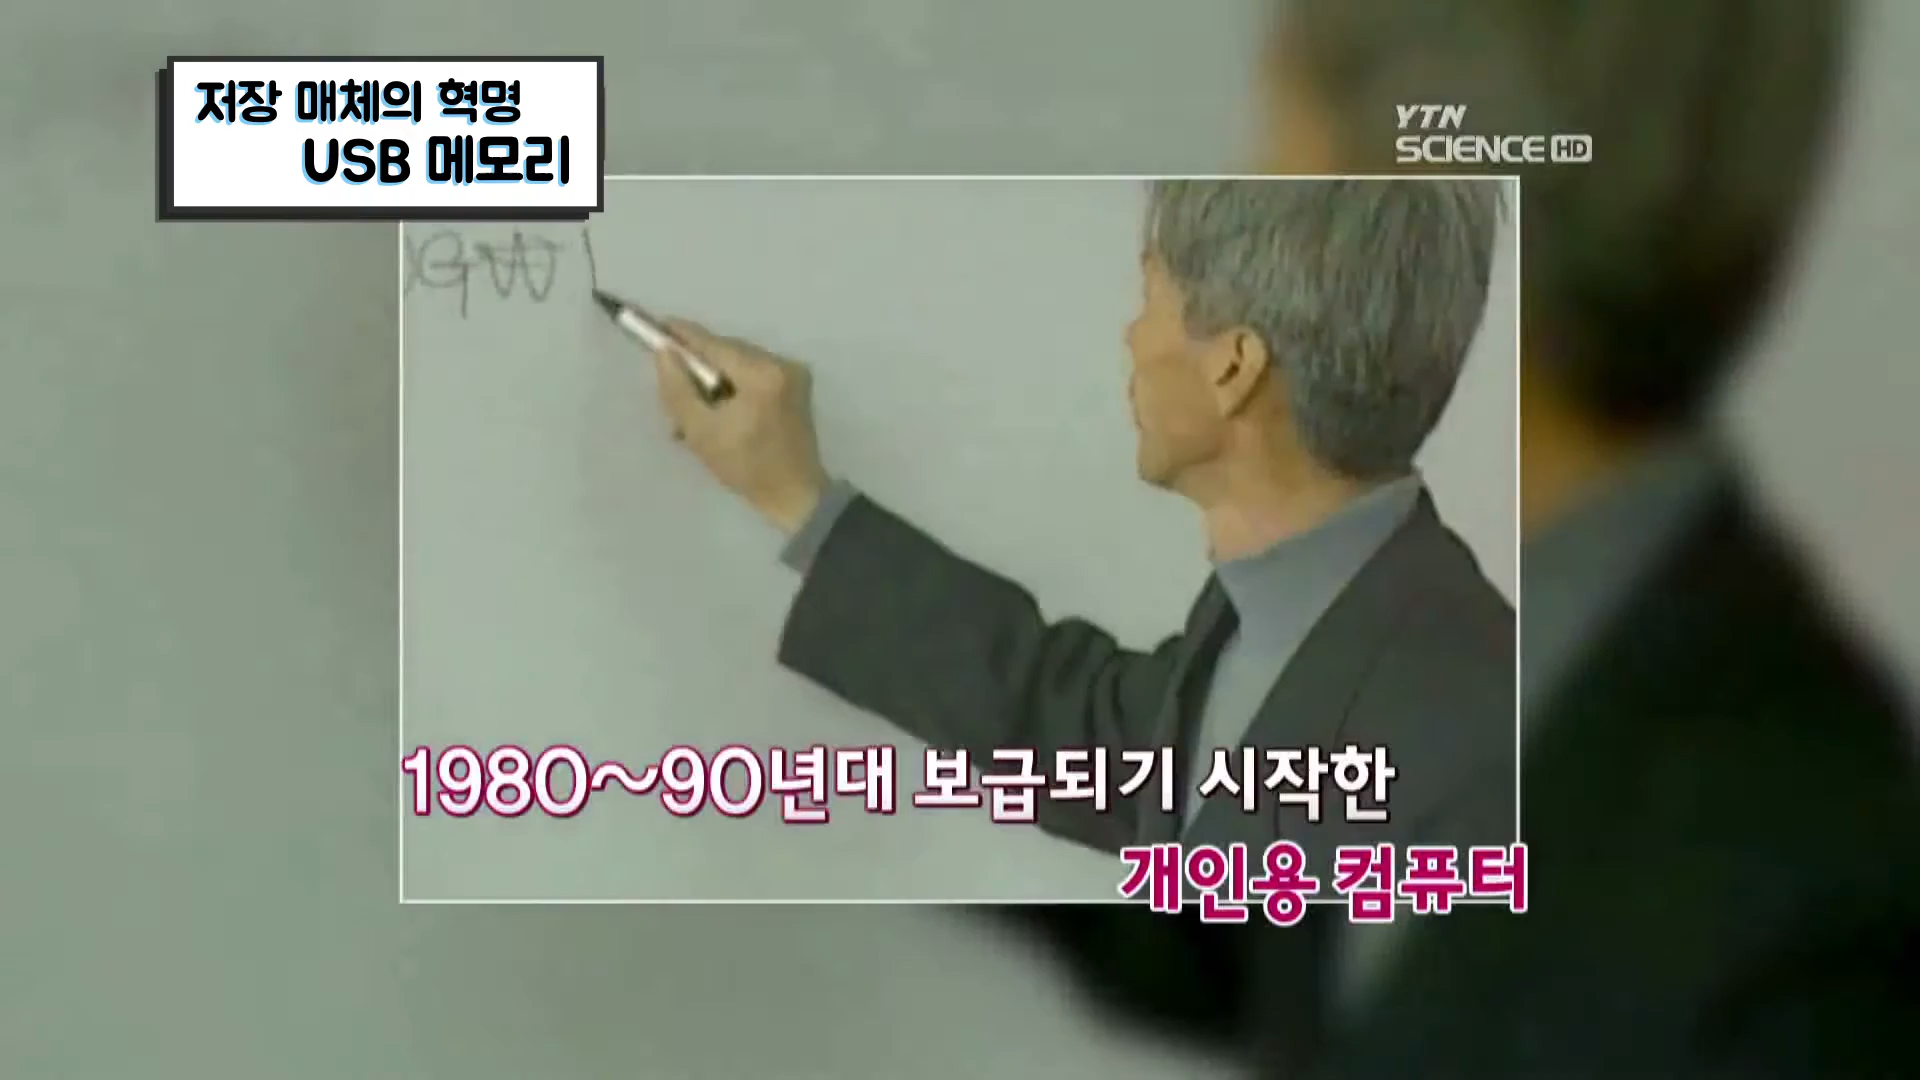 저장 매체의 혁명
USB 메모리
YTN
SCIENCE HD
1980~90년대 보급되기 시작한
개인용 컴퓨터